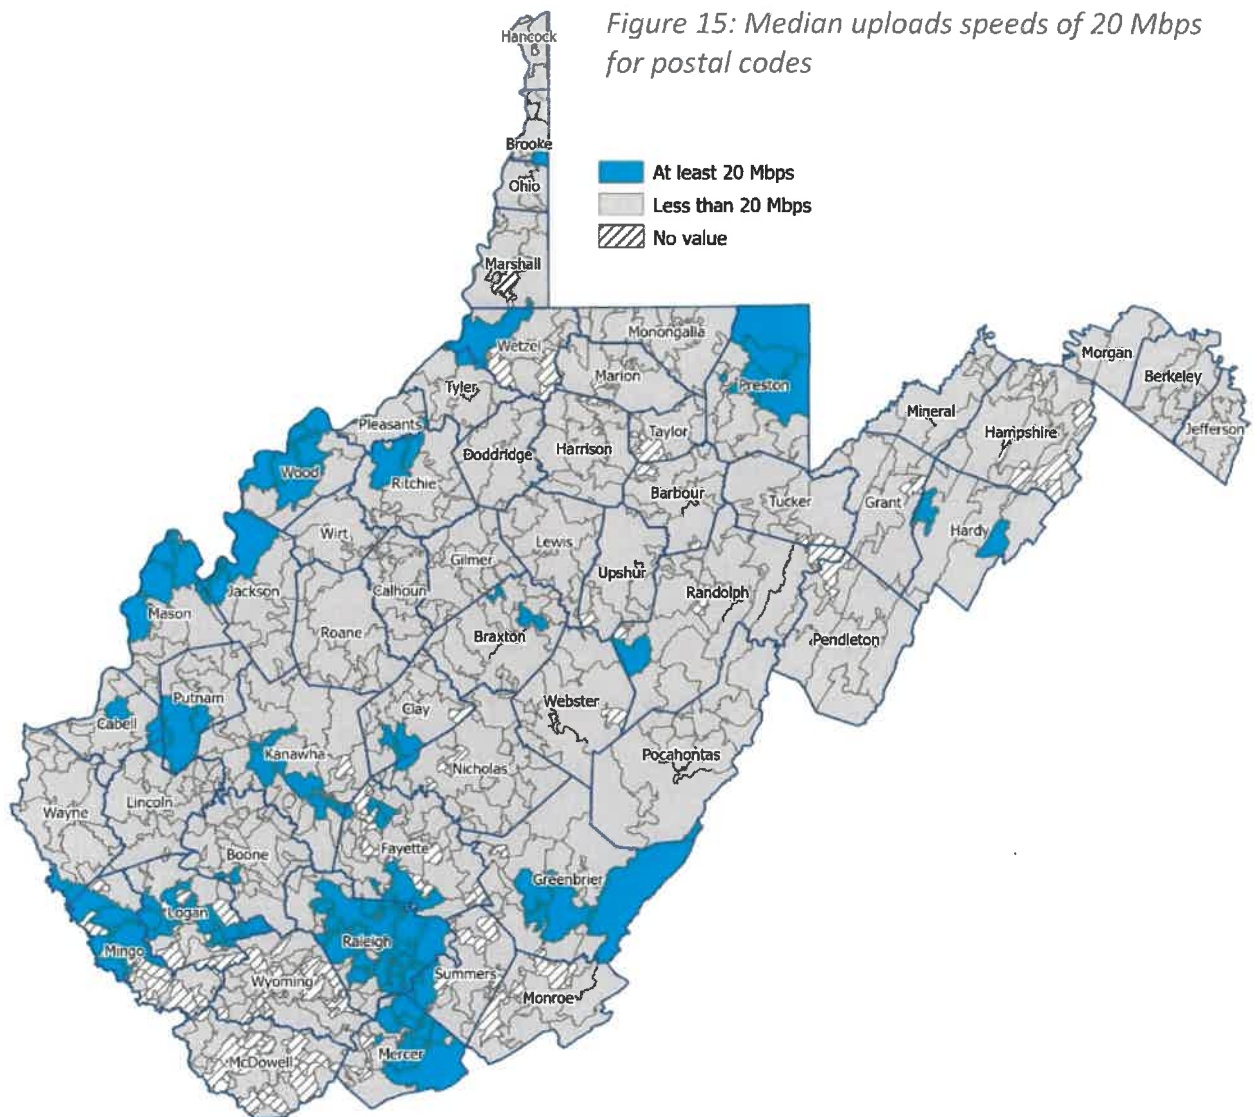 Figure 15: Median uploads speeds of 20 Mbps
for postal codes
At least 20 Mbps
Less than 20 Mbps
No value
Hancock
Brooke
Ohio
Marshall
Wetzel
Monongalia
Marion
Preston
Tyler
Pleasants
Morgan
Berkeley
Jefferson
Mineral
Hampshire
Taylor
Doddridge
Harrison
Wood
Ritchie
Barbour
Tucker
Grant
Hardy
Wirt
Lewis
Gilmer
Upshur
Jackson
Calhoun
Randolph
Mason
Roane
Braxton
Pendleton
Putnam
Cabell
Clay
Webster
Kanawha
Nicholas
Pocahontas
Wayne
Lincoln
Boone
Fayette
Greenbrier
Logan
Mingo
Raleigh
Wyoming
Summers
Monroe
McDowell
Mercer